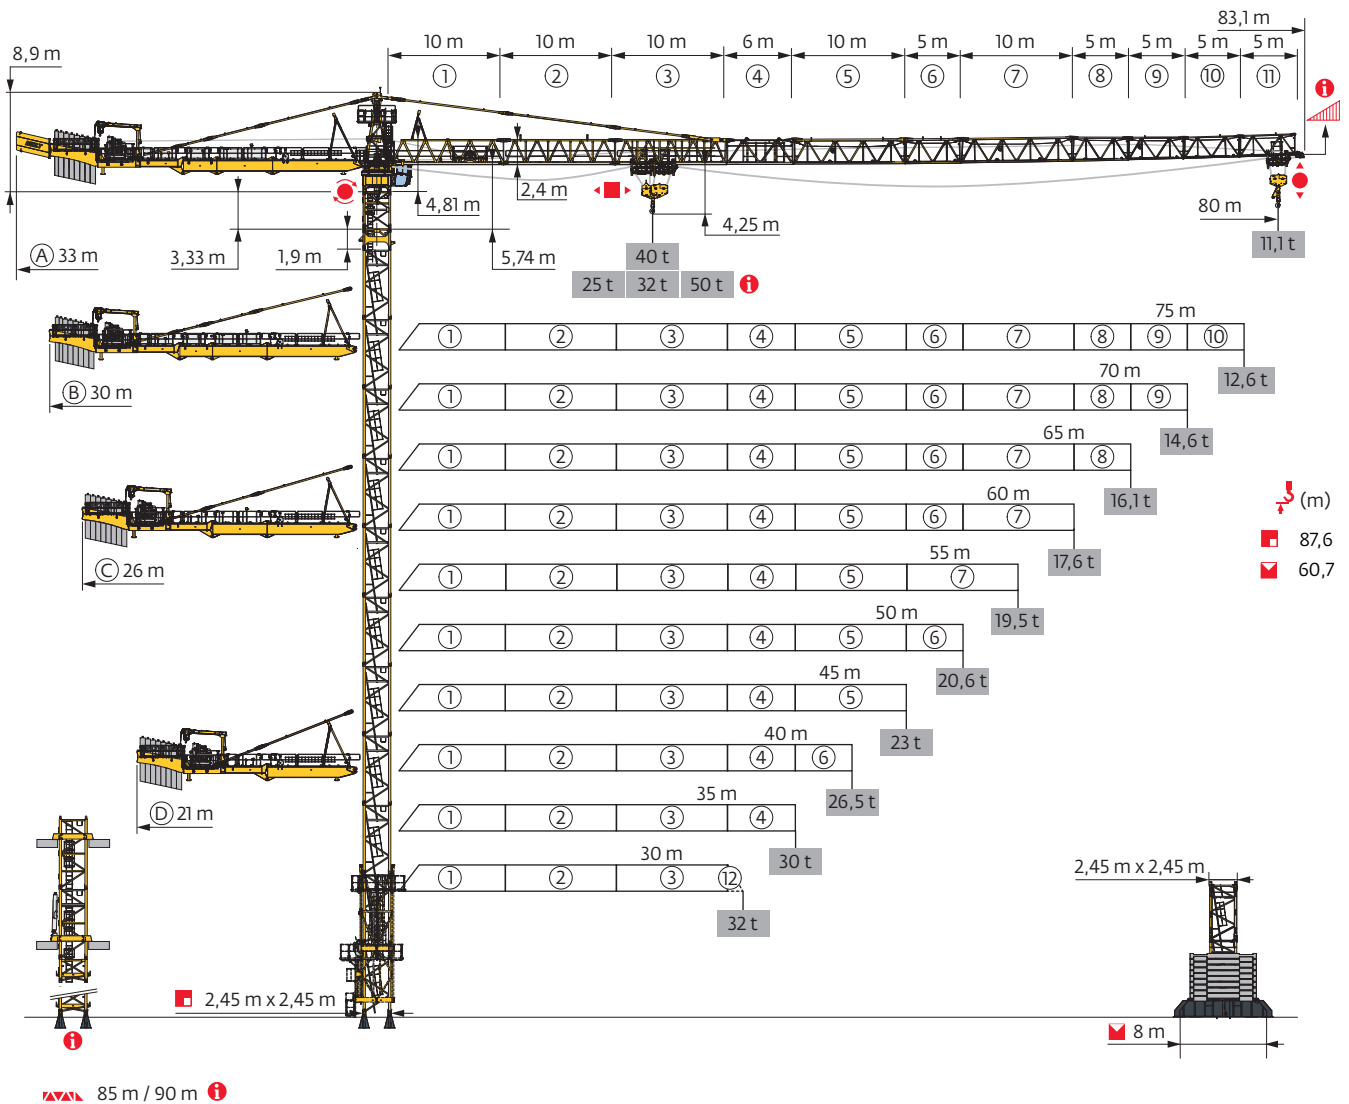 83,1 m
10 m 10 m 10 m 6 m 10 m 5 m 10 m 5 m 5 m 5 m 5 m
8,9 m
1 2 3 4 5 6 7 8 9 10 11
i
2,4 m
4,81 m
80 m
4,25 m
A 33 m
3,33 m
1,9 m
5,74 m
40 t
11,1 t
25 t 32 t 50 t i
75 m
1 2 3 4 5 6 7 8 9 10
12,6 t
B 30 m
70 m
1 2 3 4 5 6 7 8 9
14,6 t
65 m
1 2 3 4 5 6 7 8
16,1 t
60 m
1 2 3 4 5 6 7
17,6 t
(m)
87,6
60,7
C 26 m
55 m
1 2 3 4 5 7
19,5 t
50 m
1 2 3 4 5 6
20,6 t
45 m
1 2 3 4 5
23 t
40 m
1 2 3 4 6
26,5 t
D 21 m
35 m
1 2 3 4
30 t
30 m
1 2 3 12
32 t
2,45 m x 2,45 m
2,45 m x 2,45 m
8 m
i
85 m / 90 m i